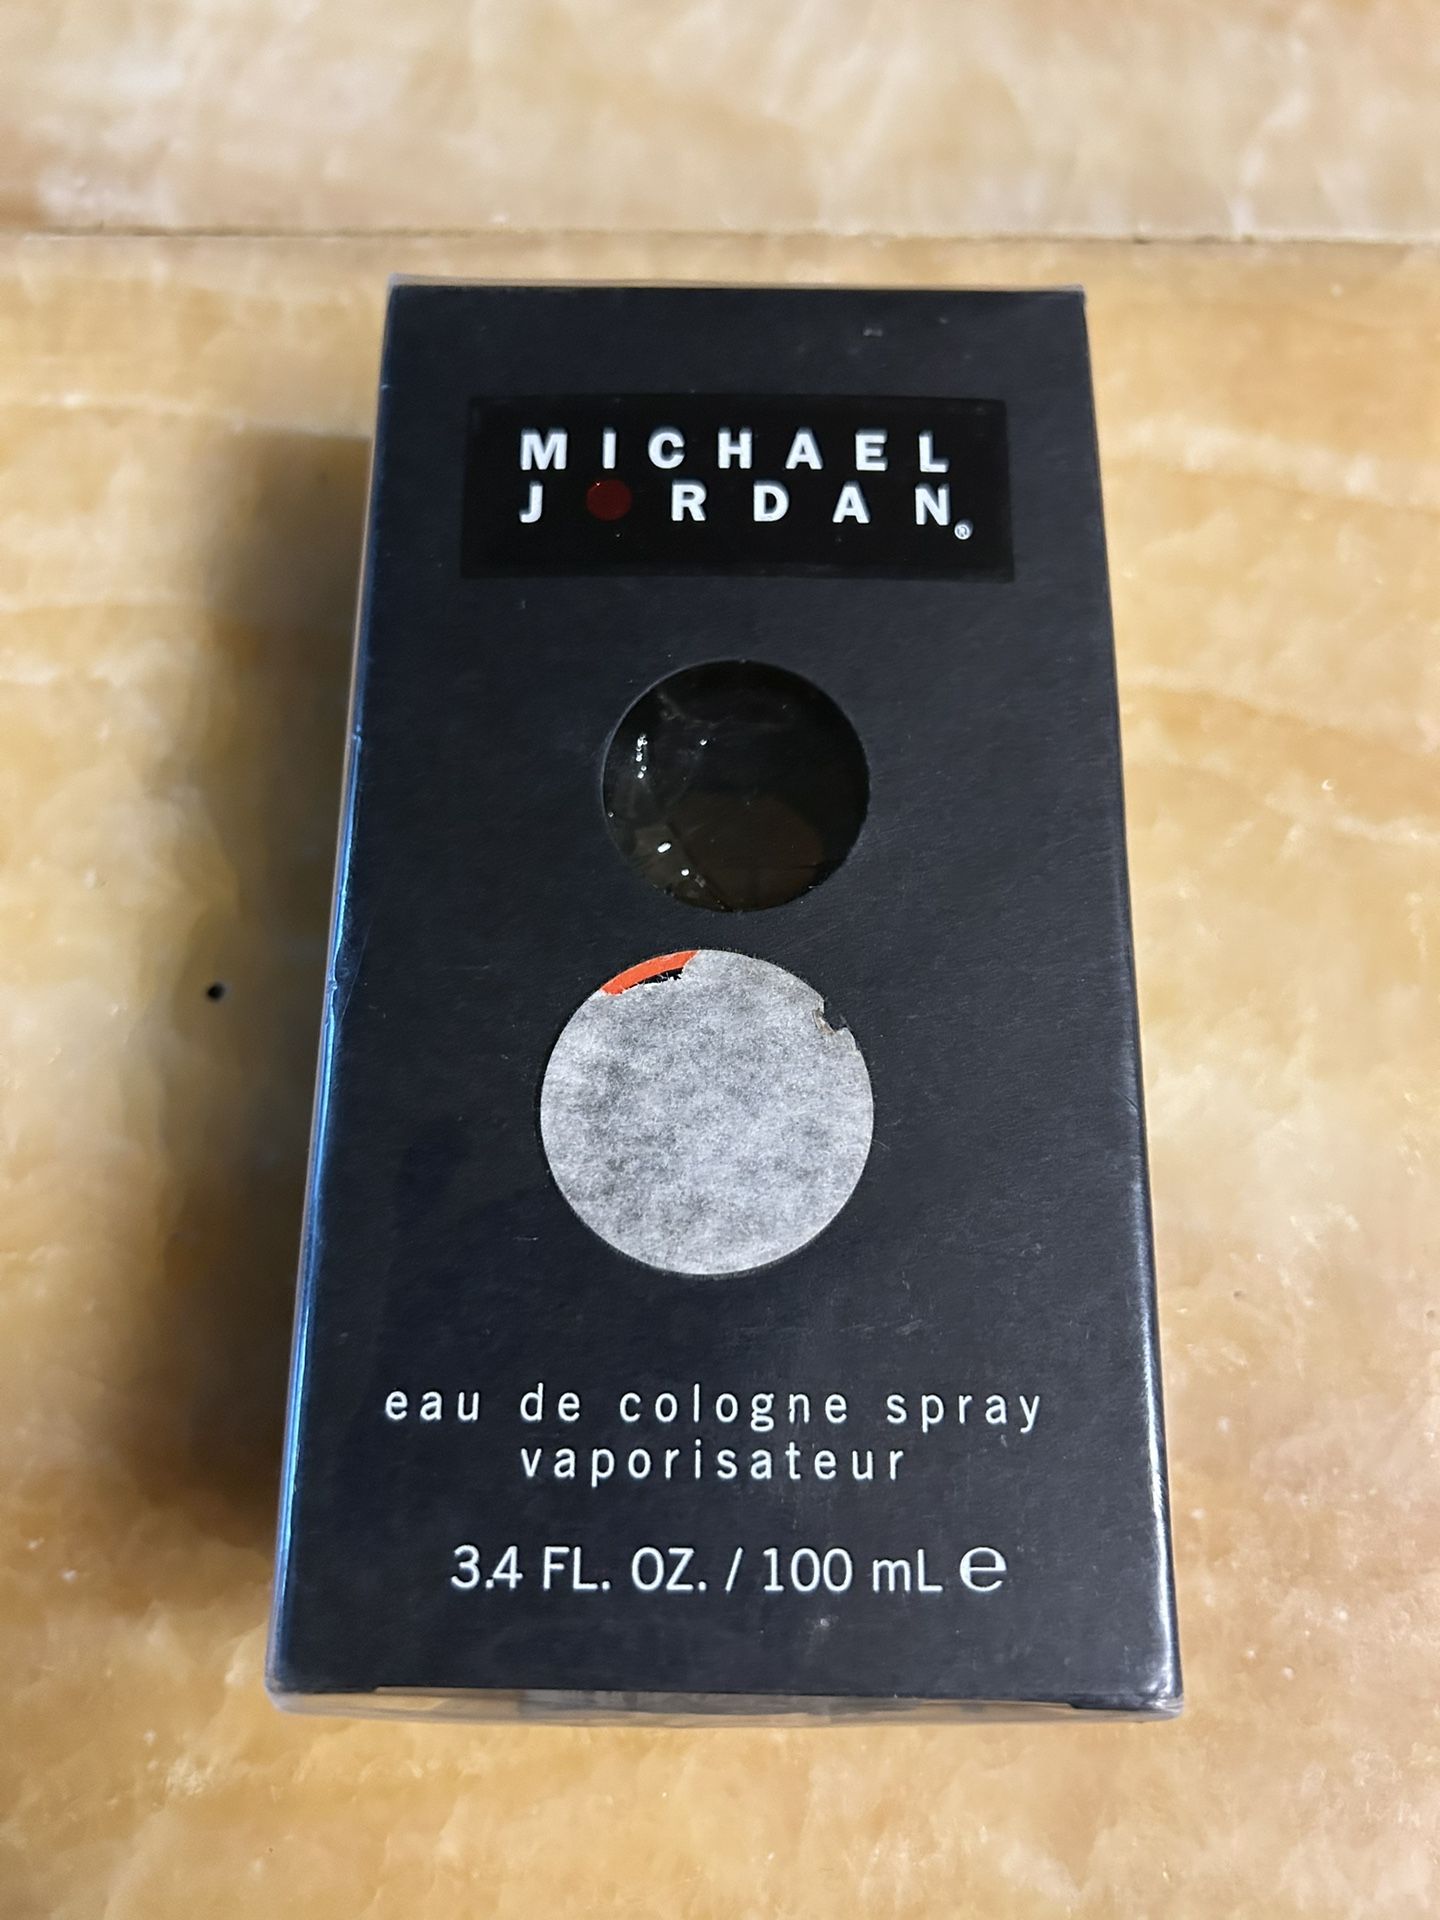 MICHAEL
JORDAN®
eau de cologne spray
vaporisateur
3.4 FL. OZ. / 100 mL ℮